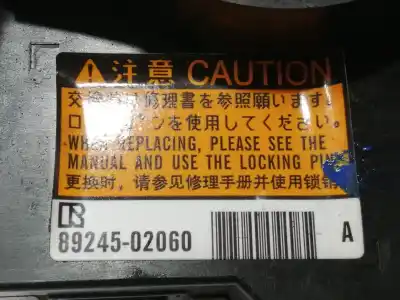 注意 CAUTION
交換時は修理書を参照願います。
ロックピンを使用してください。
WHEN REPLACING, PLEASE SEE THE
MANUAL AND USE THE LOCKING
更换时，请参见修理手册并使用锁销
89245-02060
A